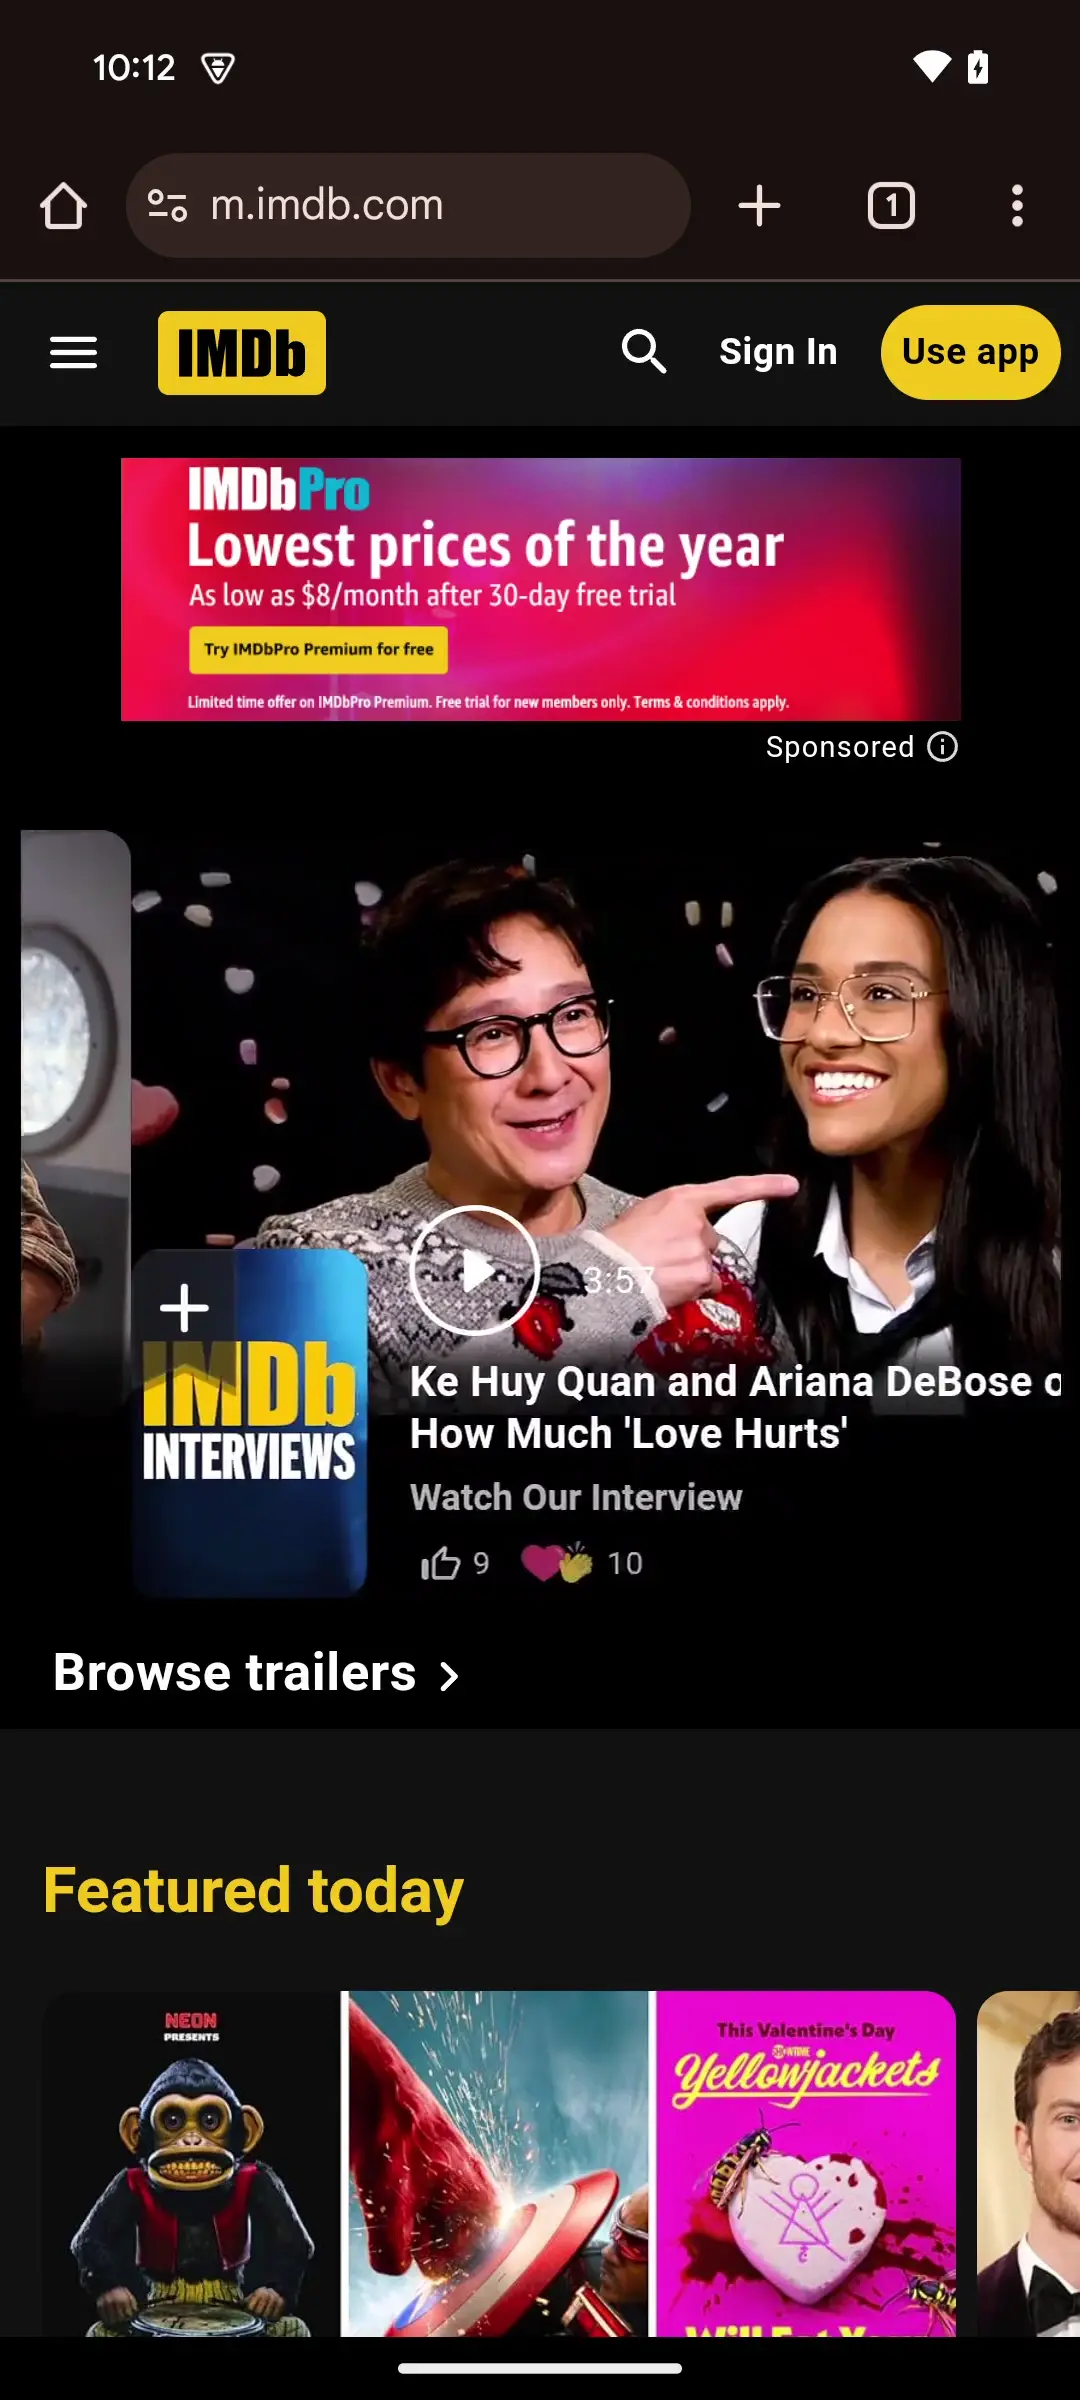 10:12
m.imdb.com
1
IMDb
Sign In
Use app
IMDbPro
Lowest prices of the year
As low as $8/month after 30-day free trial
Try IMDbPro Premium for free
Limited time offer on IMDbPro Premium. Free trial for new members only. Terms & conditions apply.
Sponsored
3:57
IMDb
INTERVIEWS
Ke Huy Quan and Ariana DeBose
How Much 'Love Hurts'
Watch Our Interview
9
10
Browse trailers
Featured today
NEON
PRESENTS
This Valentine's Day
SHOWTIME
Yellowjackets